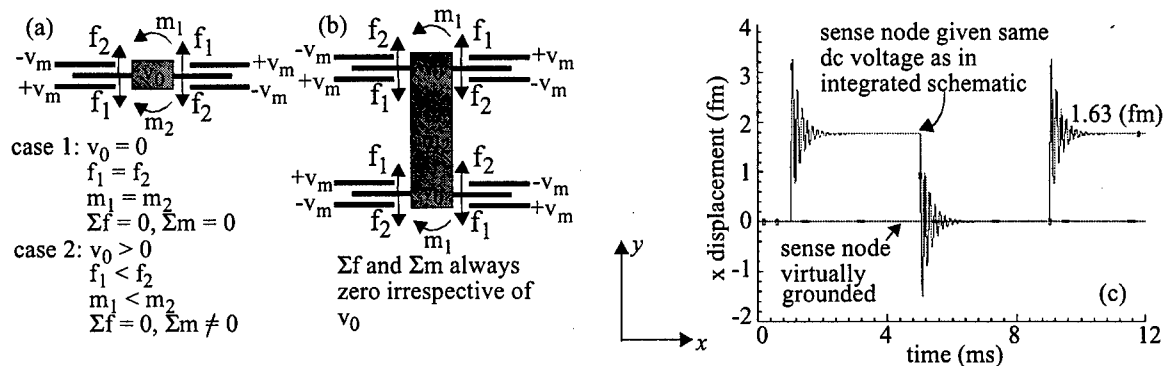 (a)
m₁
f₂
f₁
-vₘ
+vₘ
v₀
+vₘ
-vₘ
f₁
f₂
m₂
case 1: v₀ = 0
f₁ = f₂
m₁ = m₂
Σf = 0, Σm = 0
case 2: v₀ > 0
f₁ < f₂
m₁ < m₂
Σf = 0, Σm ≠ 0
(b)
m₁
f₂
f₁
-vₘ
+vₘ
+vₘ
-vₘ
f₁
f₂
f₁
f₂
+vₘ
-vₘ
-vₘ
+vₘ
f₂
f₁
m₁
Σf and Σm always
zero irrespective of
v₀
y
x
x displacement (fm)
4
3
2
1
0
-1
-2
sense node given same
dc voltage as in
integrated schematic
1.63 (fm)
sense node
virtually
grounded
(c)
0
4
8
12
time (ms)